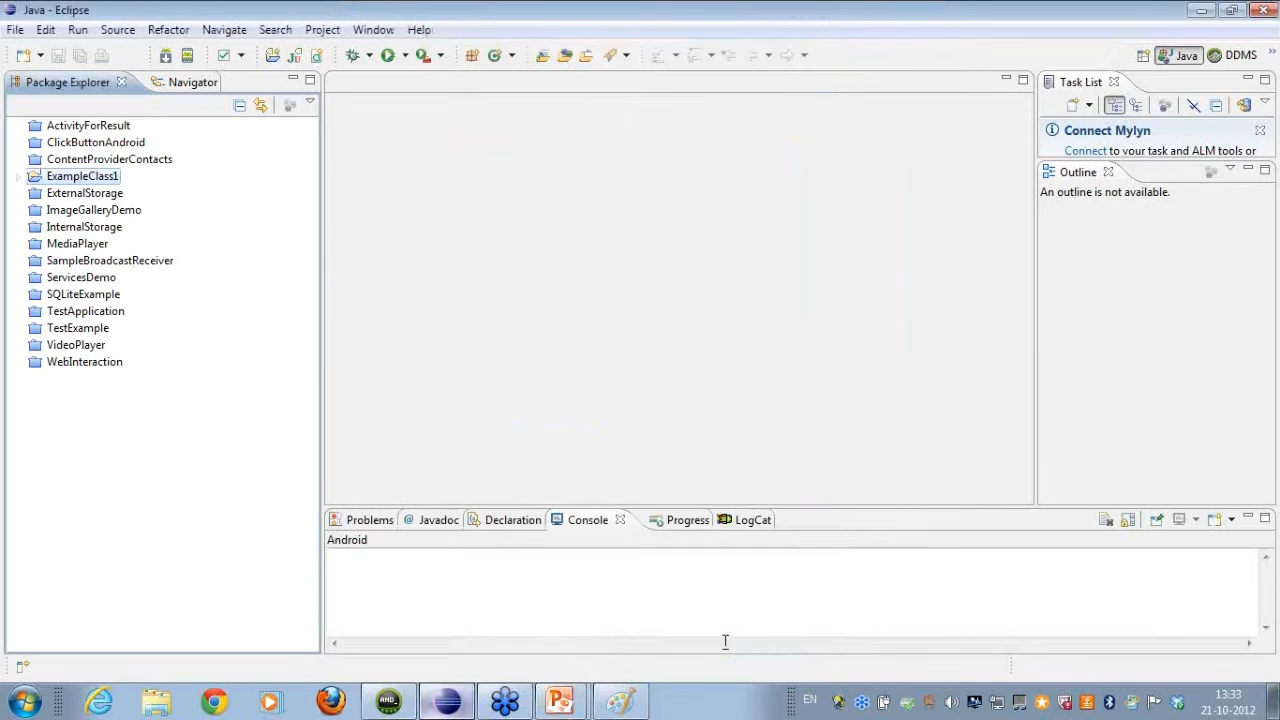 Java - Eclipse
File Edit Run Source Refactor Navigate Search Project Window Help
Java DDMS
Package Explorer Navigator
Task List
ActivityForResult
ClickButtonAndroid
ContentProviderContacts
ExampleClass1
ExternalStorage
ImageGalleryDemo
InternalStorage
MediaPlayer
SampleBroadcastReceiver
ServicesDemo
SQLiteExample
TestApplication
TestExample
VideoPlayer
WebInteraction
Connect Mylyn
Connect to your task and ALM tools or
Outline
An outline is not available.
Problems @ Javadoc Declaration Console Progress LogCat
Android
EN
13:33
21-10-2012